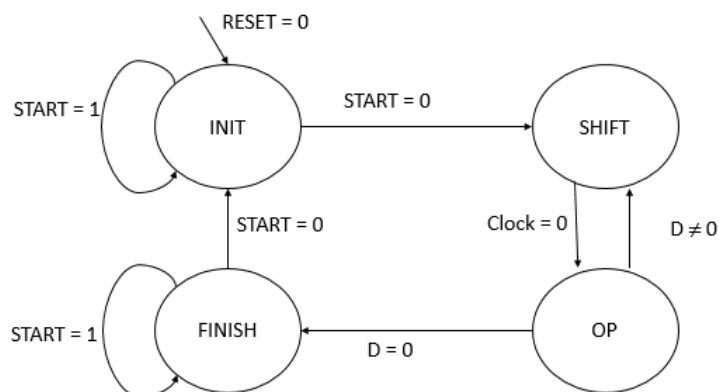 RESET = 0
START = 1
INIT
START = 0
SHIFT
START = 0
Clock = 0
D ≠ 0
START = 1
FINISH
D = 0
OP